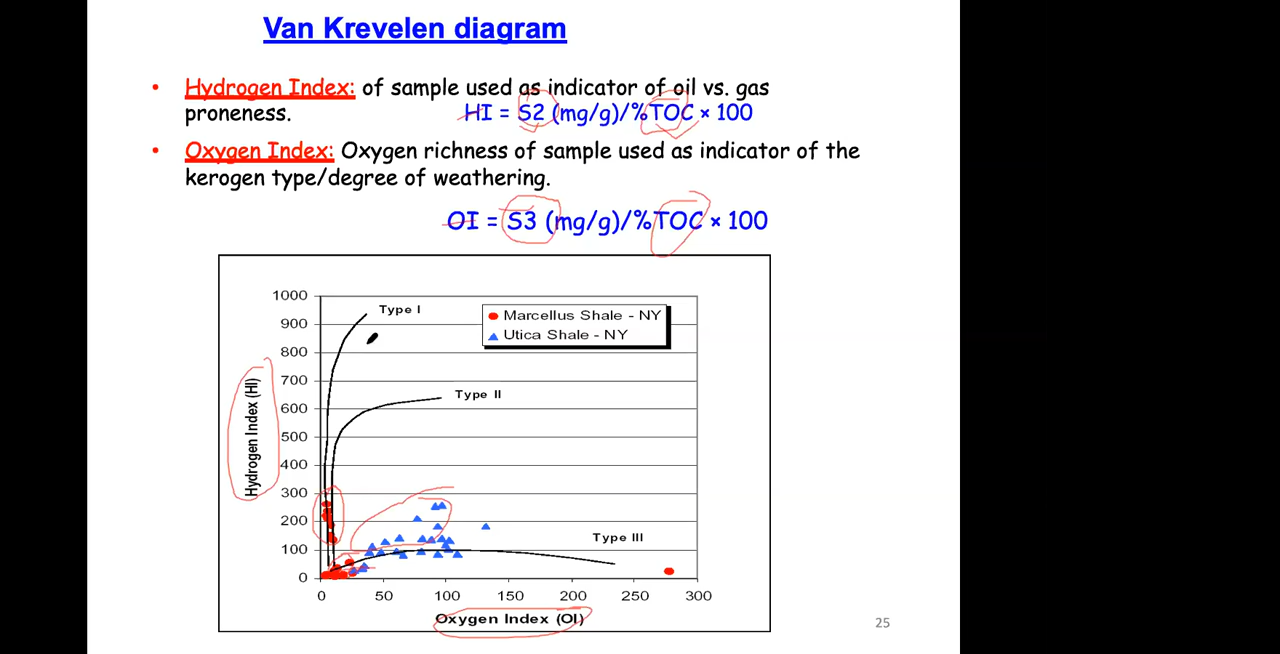 Van Krevelen diagram
• Hydrogen Index: of sample used as indicator of oil vs. gas
proneness.
HI = S2 (mg/g)/%TOC × 100
• Oxygen Index: Oxygen richness of sample used as indicator of the
kerogen type/degree of weathering.
OI = S3 (mg/g)/%TOC × 100
Hydrogen Index (HI)
1000
900
800
700
600
500
400
300
200
100
0
Type I
Marcellus Shale - NY
Utica Shale - NY
Type II
Type III
0 50 100 150 200 250 300
Oxygen Index (OI)
25